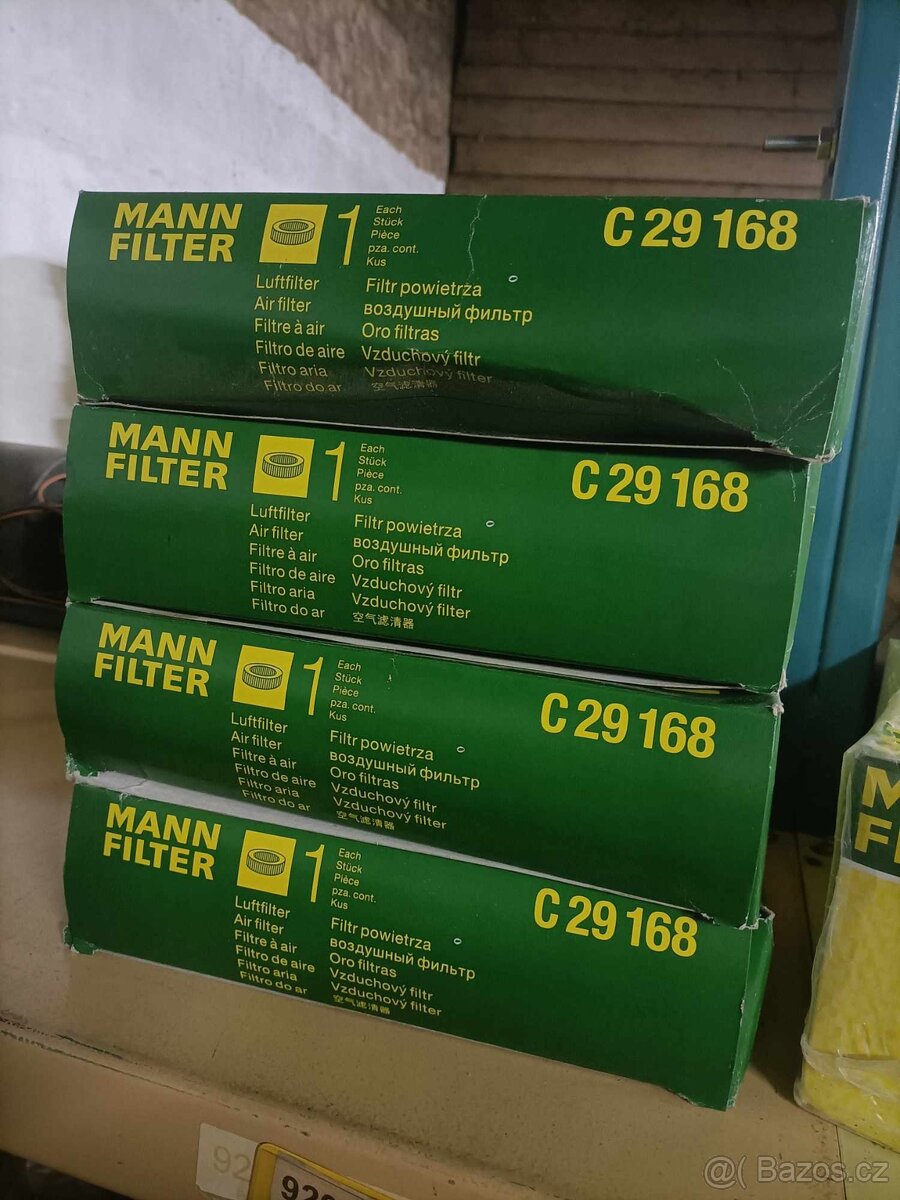 MANN
FILTER
1
Each
Stück
Pièce
pza. cont.
Kus
C 29 168
Luftfilter
Air filter
Filtre à air
Filtro de aire
Filtro aria
Filtro do ar
Filtr powietrza
воздушный фильтр
Oro filtras
Vzduchový filtr
Vzduchový filter
空气滤清器
MANN
FILTER
1
Each
Stück
Pièce
pza. cont.
Kus
C 29 168
Luftfilter
Air filter
Filtre à air
Filtro de aire
Filtro aria
Filtro do ar
Filtr powietrza
воздушный фильтр
Oro filtras
Vzduchový filtr
Vzduchový filter
空气滤清器
MANN
FILTER
1
Each
Stück
Pièce
pza. cont.
Kus
C 29 168
Luftfilter
Air filter
Filtre à air
Filtro de aire
Filtro aria
Filtro do ar
Filtr powietrza
воздушный фильтр
Oro filtras
Vzduchový filtr
Vzduchový filter
空气滤清器
MANN
FILTER
1
Each
Stück
Pièce
pza. cont.
Kus
C 29 168
Luftfilter
Air filter
Filtre à air
Filtro de aire
Filtro aria
Filtro do ar
Filtr powietrza
воздушный фильтр
Oro filtras
Vzduchový filtr
Vzduchový filter
空气滤清器
@( Bazos.cz